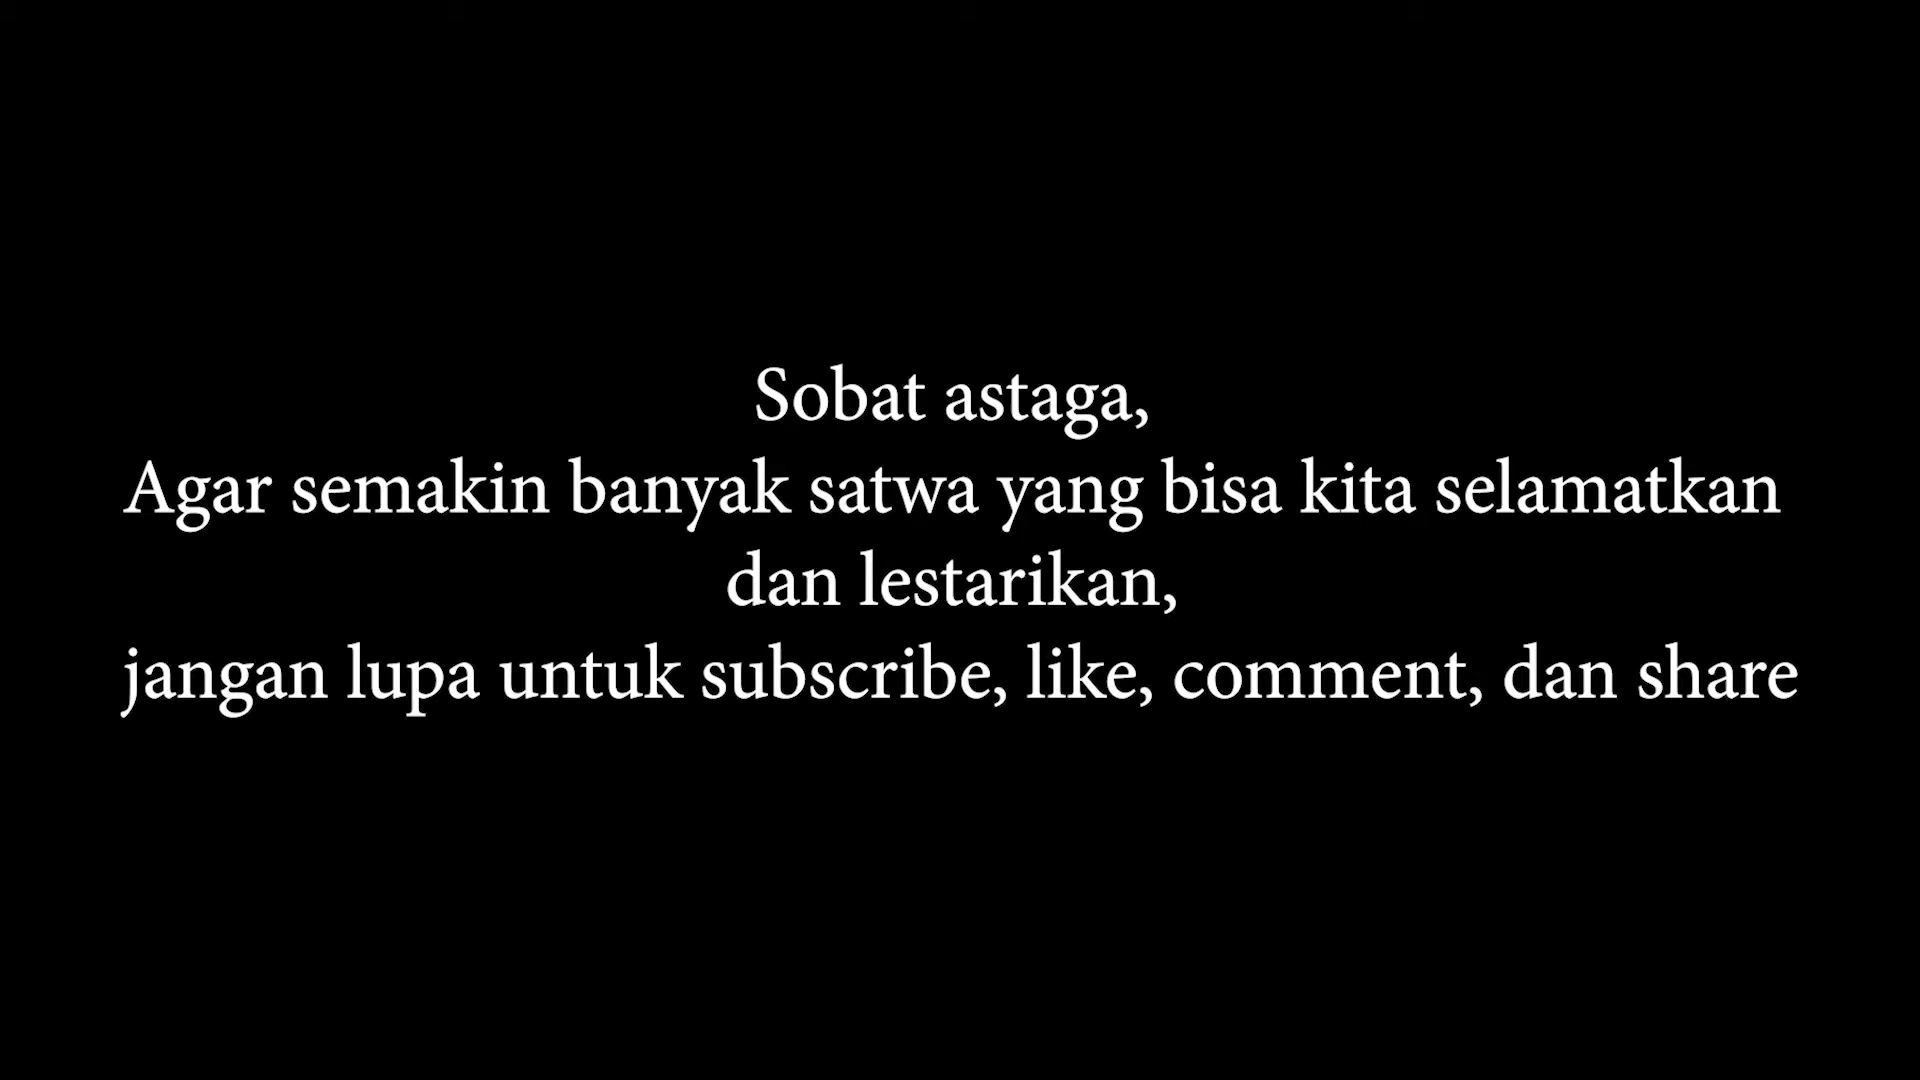 Sobat astaga,
Agar semakin banyak satwa yang bisa kita selamatkan
dan lestarikan,
jangan lupa untuk subscribe, like, comment, dan share